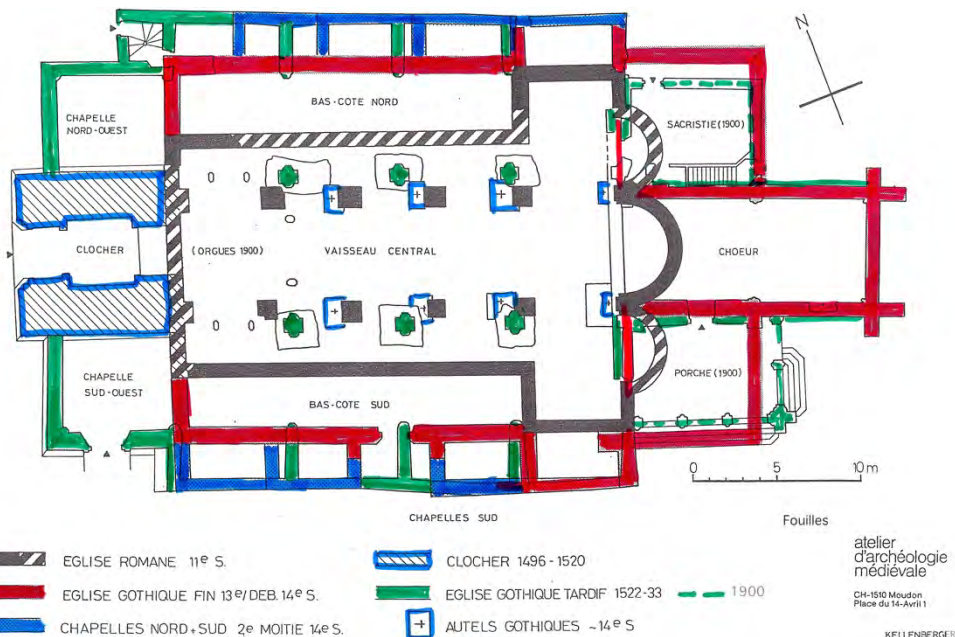 N
BAS-COTE NORD
CHAPELLE
NORD-OUEST
SACRISTIE (1900)
CLOCHER
(ORGUES 1900)
VAISSEAU CENTRAL
CHOEUR
CHAPELLE
SUD-OUEST
BAS-COTE SUD
PORCHE (1900)
0 5 10 m
CHAPELLES SUD
Fouilles
EGLISE ROMANE 11e S.
EGLISE GOTHIQUE FIN 13e/DEB. 14e S.
CHAPELLES NORD+SUD 2e MOITIE 14e S.
CLOCHER 1496-1520
EGLISE GOTHIQUE TARDIF 1522-33
1900
AUTELS GOTHIQUES ~14e S
atelier
d'archéologie
médiévale
CH-1510 Moudon
Place du 14-Avril 1
KELLENBERGER